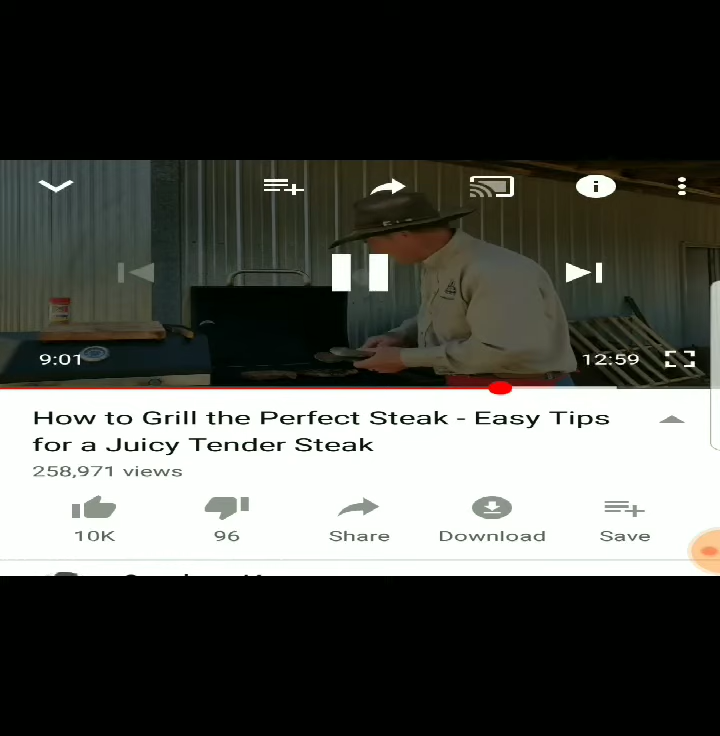 9:01
12:59
How to Grill the Perfect Steak - Easy Tips
for a Juicy Tender Steak
258,971 views
10K
96
Share
Download
Save